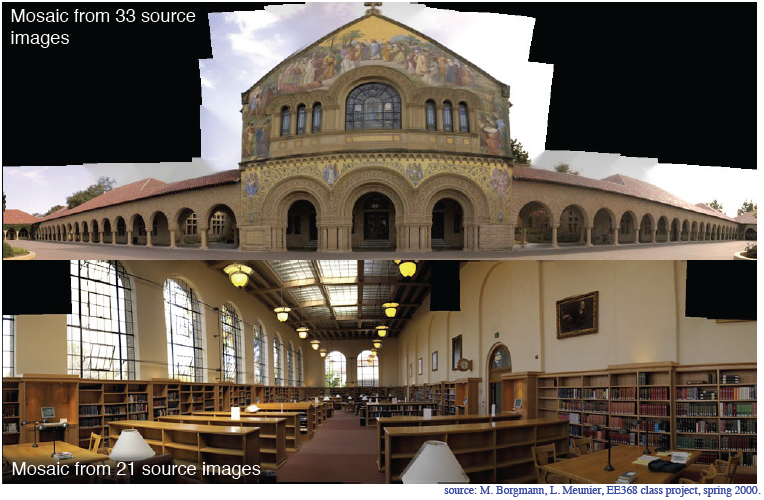 Mosaic from 33 source
images
Mosaic from 21 source images
source: M. Borgmann, L. Meunier, EE368 class project, spring 2000.